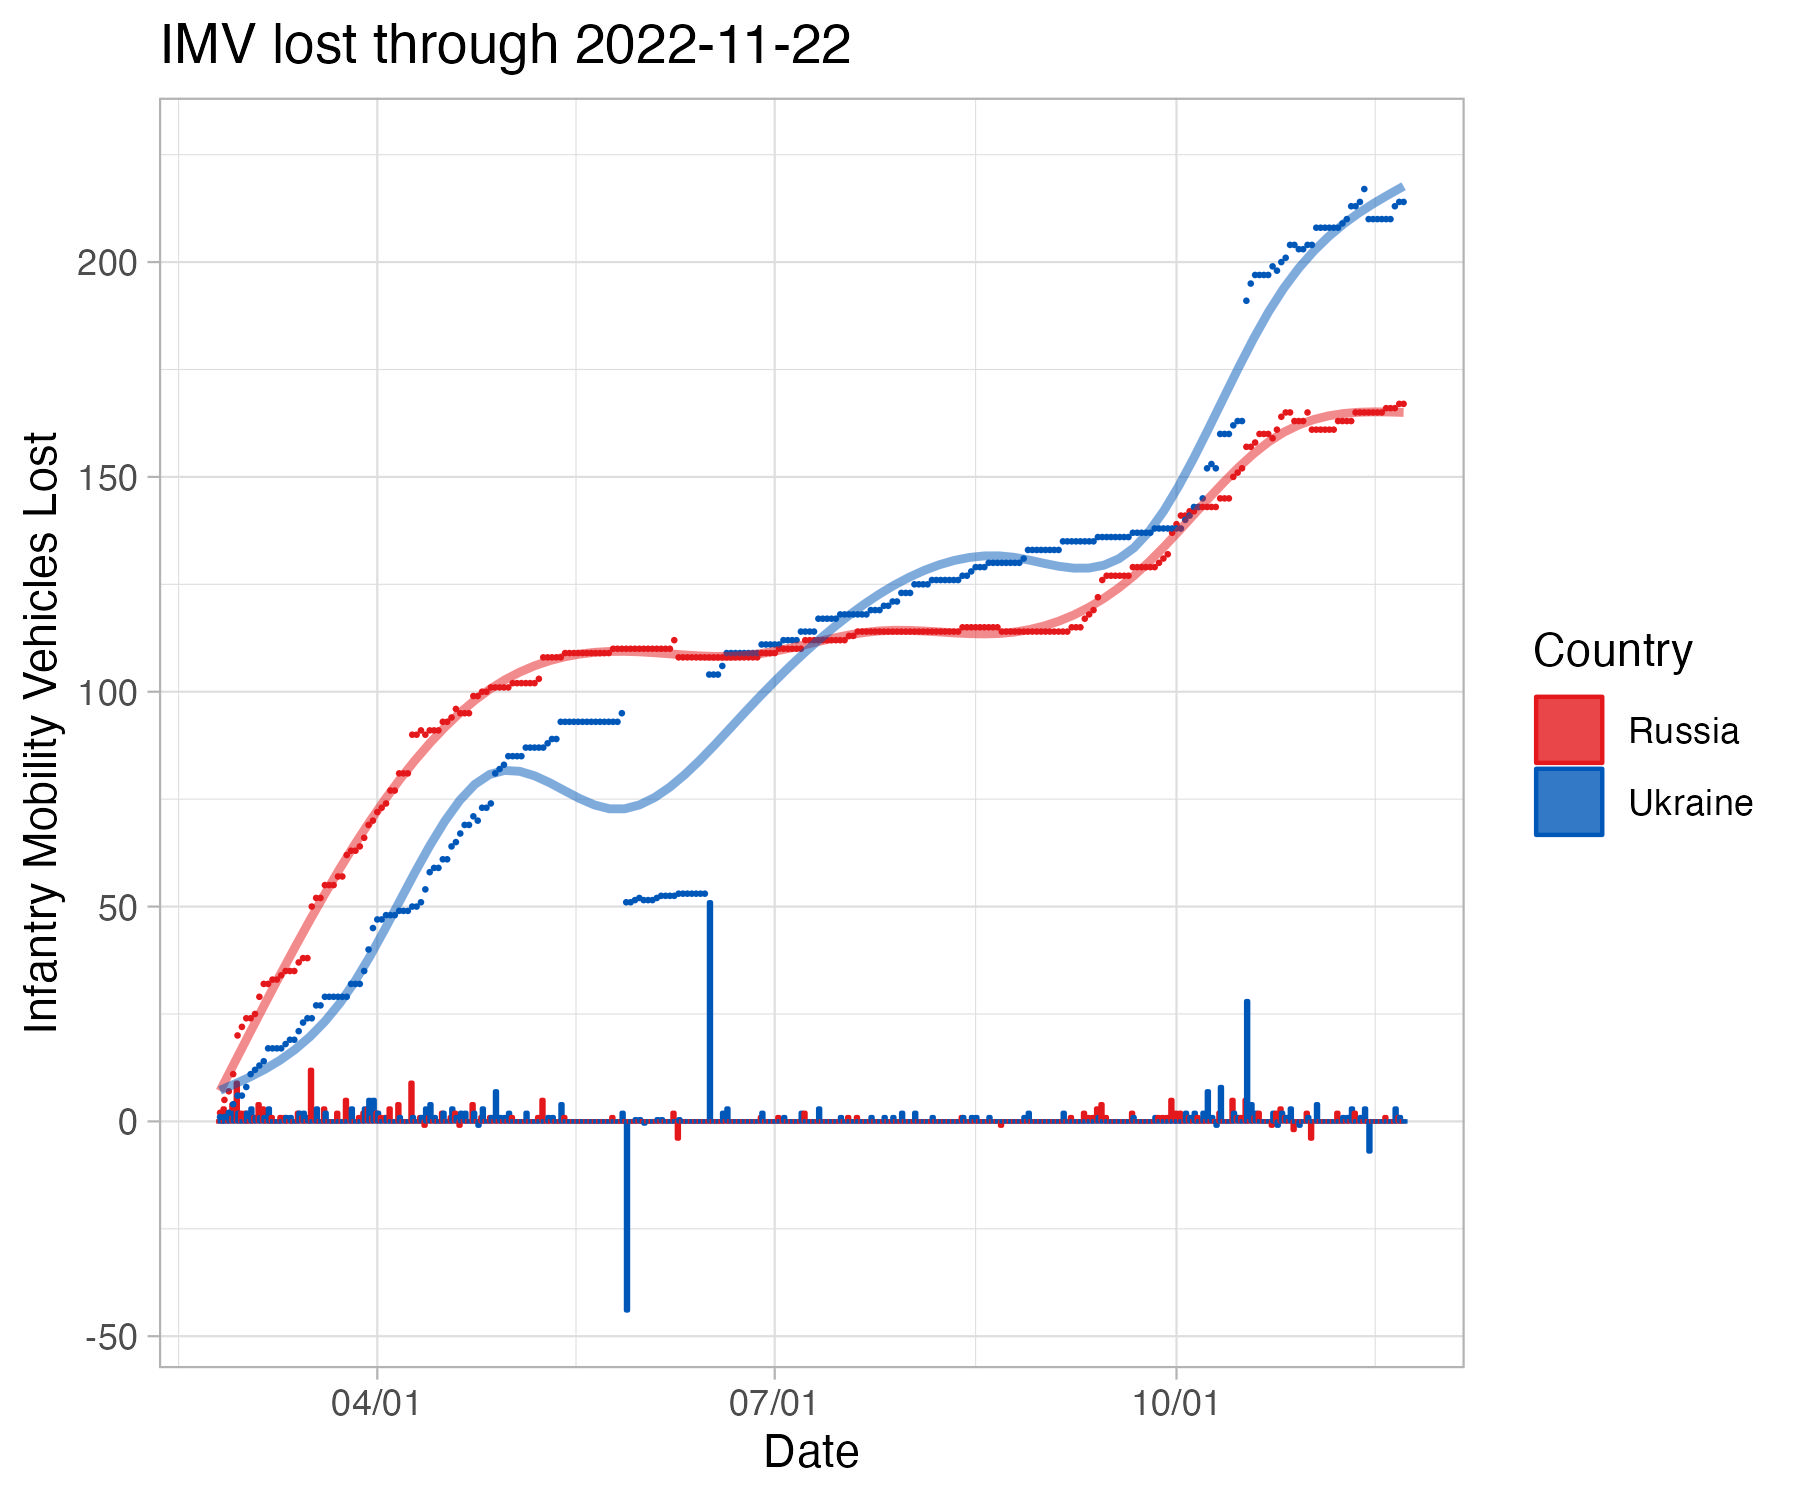 IMV lost through 2022-11-22
Infantry Mobility Vehicles Lost
200
150
100
50
0
-50
04/01
07/01
10/01
Date
Country
Russia
Ukraine